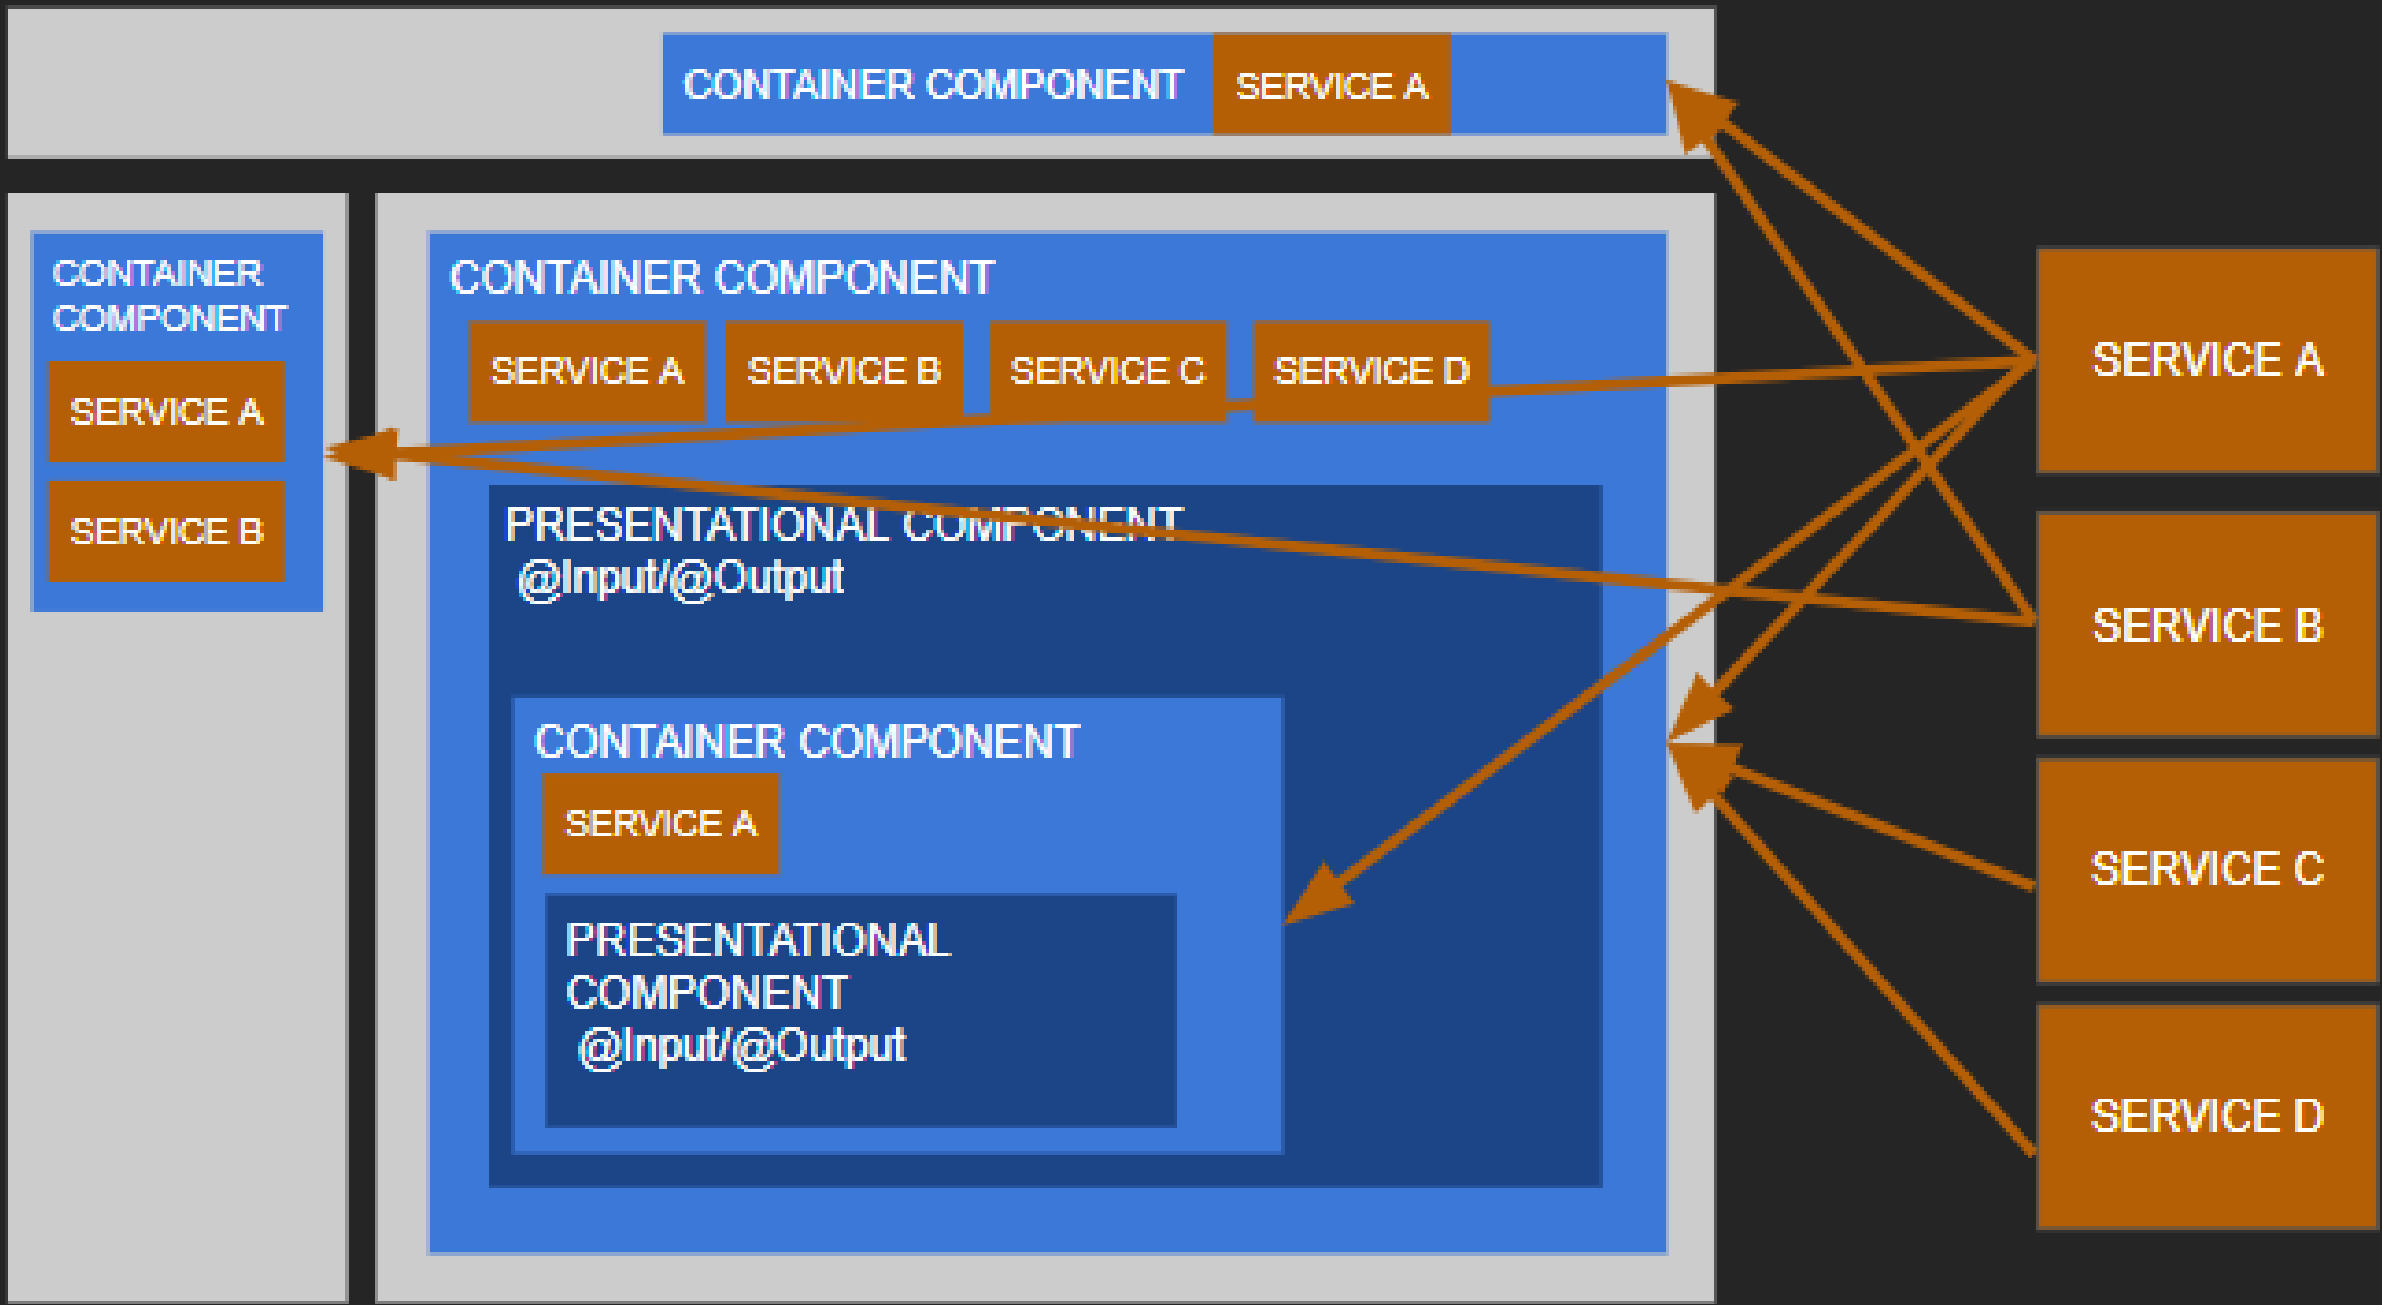 CONTAINER COMPONENT
SERVICE A
CONTAINER
COMPONENT
SERVICE A
SERVICE B
CONTAINER COMPONENT
SERVICE A
SERVICE B
SERVICE C
SERVICE D
PRESENTATIONAL COMPONENT
@Input/@Output
CONTAINER COMPONENT
SERVICE A
PRESENTATIONAL
COMPONENT
@Input/@Output
SERVICE A
SERVICE B
SERVICE C
SERVICE D